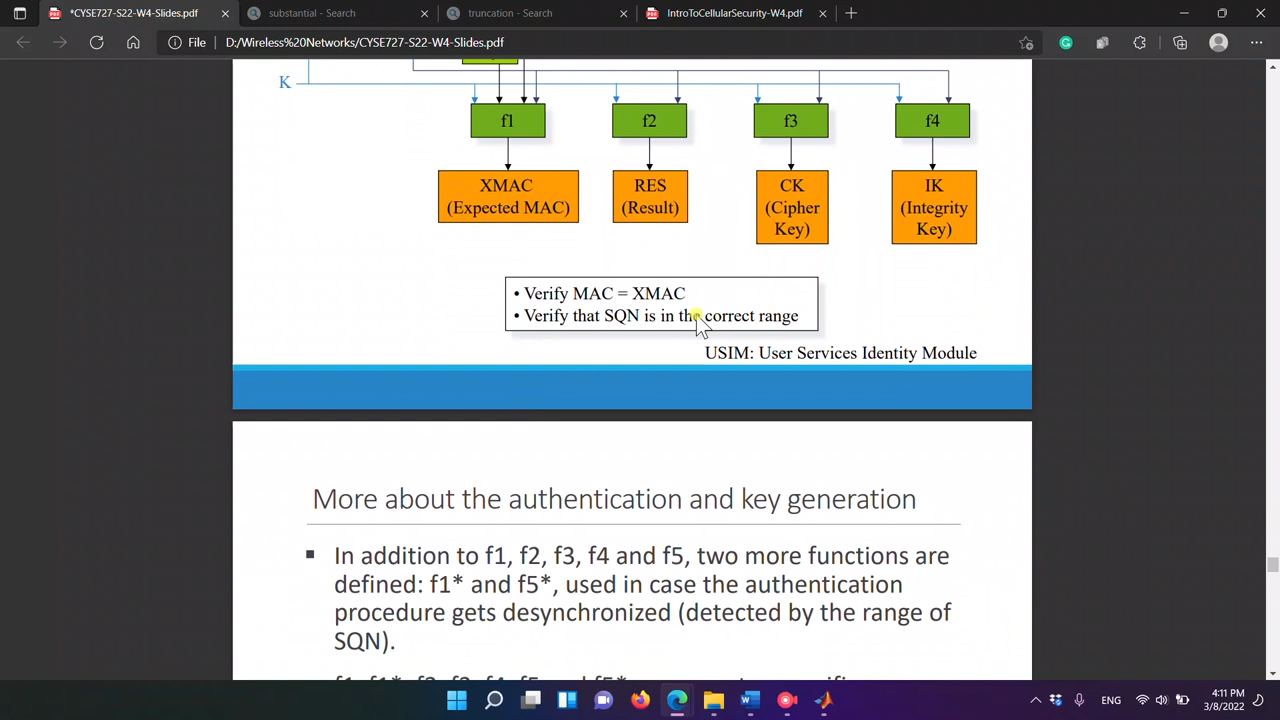 *CYSE727-S22-W4-Slides.pdf
substantial - Search
truncation - Search
IntroToCellularSecurity-W4.pdf
File
D:/Wireless%20Networks/CYSE727-S22-W4-Slides.pdf
K
f1
f2
f3
f4
XMAC
(Expected MAC)
RES
(Result)
CK
(Cipher
Key)
IK
(Integrity
Key)
• Verify MAC = XMAC
• Verify that SQN is in the correct range
USIM: User Services Identity Module
More about the authentication and key generation
▪ In addition to f1, f2, f3, f4 and f5, two more functions are
defined: f1* and f5*, used in case the authentication
procedure gets desynchronized (detected by the range of
SQN).
ENG
4:11 PM
3/8/2022